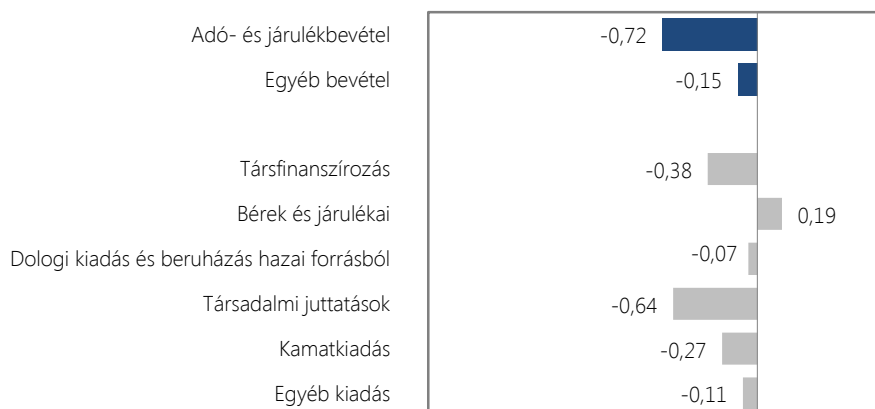 Adó- és járulékbevétel -0,72
Egyéb bevétel -0,15
Társfinanszírozás -0,38
Bérek és járulékai 0,19
Dologi kiadás és beruházás hazai forrásból -0,07
Társadalmi juttatások -0,64
Kamatkiadás -0,27
Egyéb kiadás -0,11